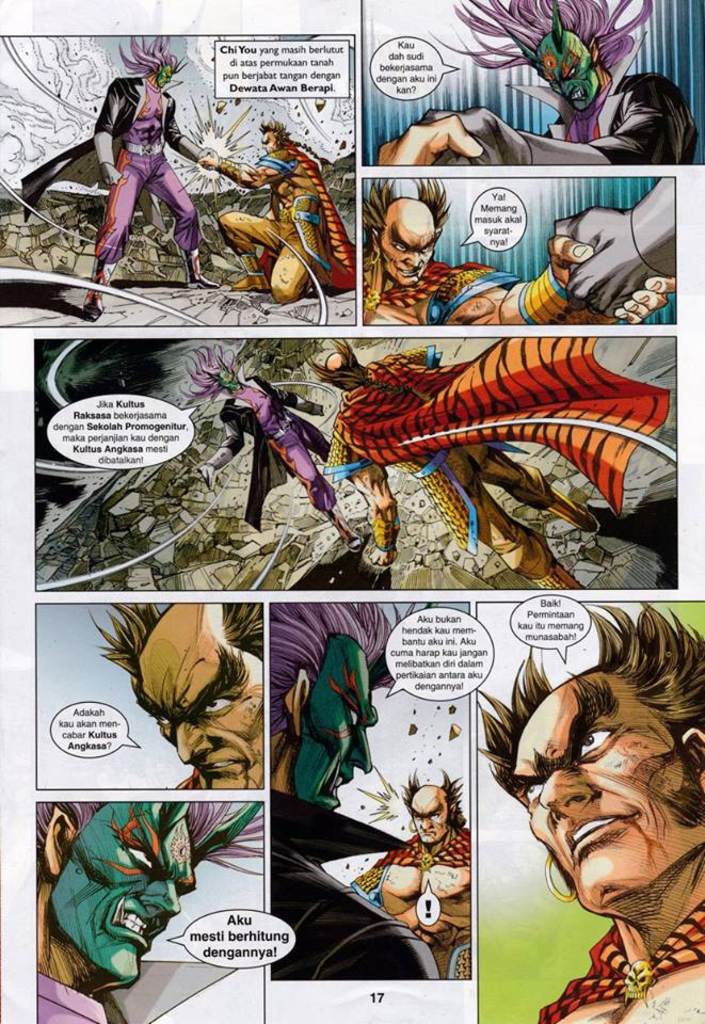 Chi You yang masih berlutut
di atas permukaan tanah
pun berjabat tangan dengan
Dewata Awan Berapi.
Kau
dah sudi
bekerjasama
dengan aku ini
kan?
Ya!
Memang
masuk akal
syarat-
nya!
Jika Kultus
Raksasa bekerjasama
dengan Sekolah Promogenitur,
maka perjanjian kau dengan
Kultus Angkasa mesti
dibatalkan!
Adakah
kau akan men-
cabar Kultus
Angkasa?
Aku
mesti berhitung
dengannya!
Aku bukan
hendak kau mem-
bantu aku ini. Aku
cuma harap kau jangan
melibatkan diri dalam
pertikaian antara aku
dengannya!
!
Baik!
Permintaan
kau itu memang
munasabah!
17